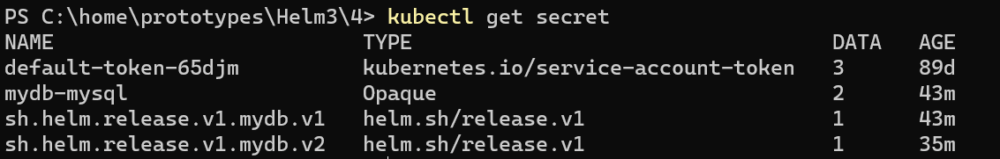 PS C:\home\prototypes\Helm3\4> kubectl get secret
NAME TYPE DATA AGE
default-token-65djm kubernetes.io/service-account-token 3 89d
mydb-mysql Opaque 2 43m
sh.helm.release.v1.mydb.v1 helm.sh/release.v1 1 43m
sh.helm.release.v1.mydb.v2 helm.sh/release.v1 1 35m